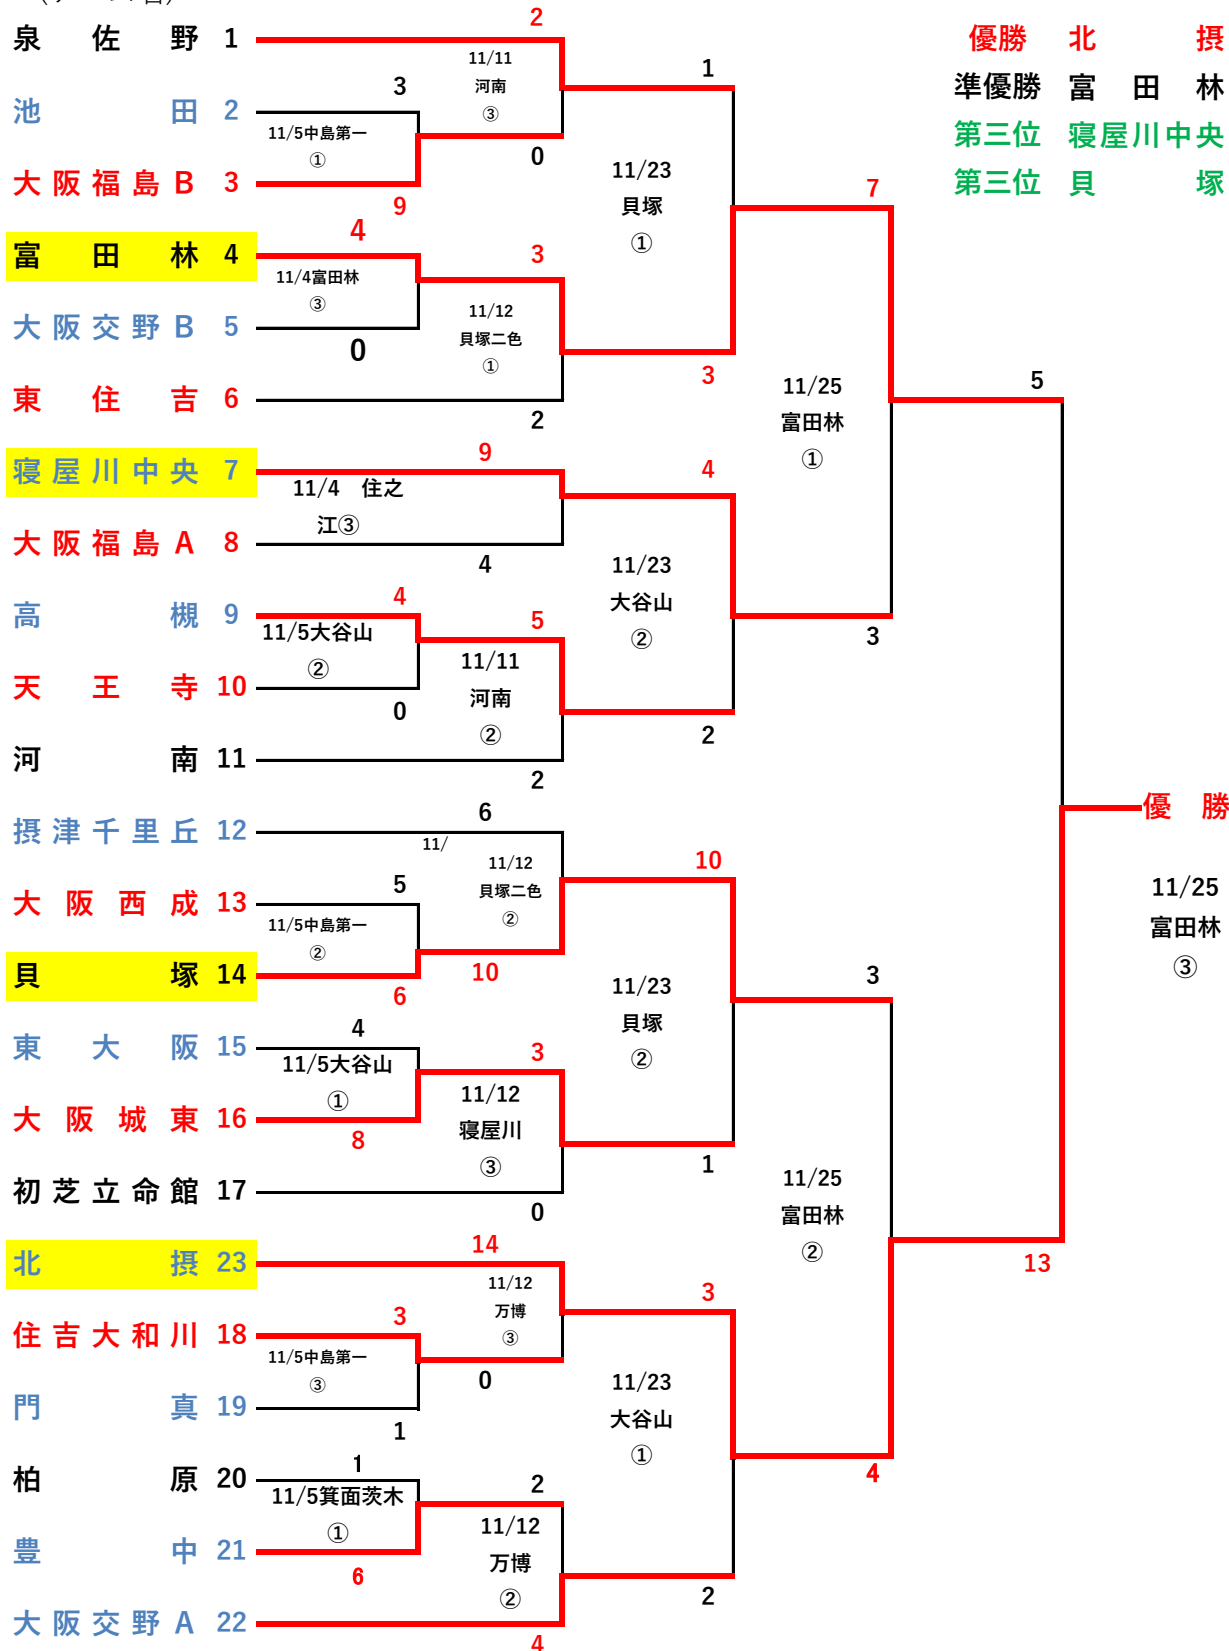 泉佐野 1
2
11/11
河南
③
1
優勝 北摂
準優勝 富田林
第三位 寝屋川中央
第三位 貝塚
池田 2
3
11/5中島第一
①
0
大阪福島B 3
9
11/23
貝塚
①
7
富田林 4
4
11/4富田林
③
3
大阪交野B 5
0
11/12
貝塚二色
①
3
東住吉 6
2
11/25
富田林
①
5
寝屋川中央 7
9
11/4 住之
江③
4
大阪福島A 8
4
11/23
大谷山
②
3
高槻 9
4
11/5大谷山
②
5
天王寺 10
0
11/11
河南
②
2
河南 11
2
優勝
11/25
富田林
③
摂津千里丘 12
6
11/
11/12
貝塚二色
②
10
大阪西成 13
5
11/5中島第一
②
10
貝塚 14
6
11/23
貝塚
②
3
東大阪 15
4
11/5大谷山
①
3
大阪城東 16
8
11/12
寝屋川
③
1
初芝立命館 17
0
11/25
富田林
②
13
北摂 23
14
11/12
万博
③
3
住吉大和川 18
3
11/5中島第一
③
0
門真 19
1
11/23
大谷山
①
4
柏原 20
1
11/5箕面茨木
①
2
豊中 21
6
11/12
万博
②
2
大阪交野A 22
4